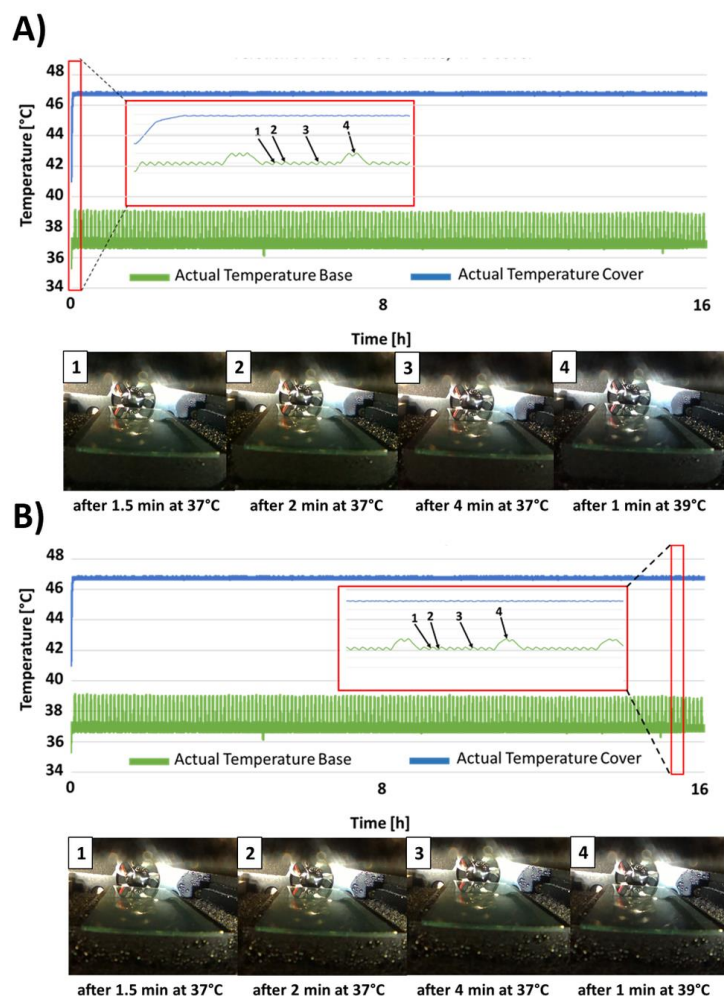 A)
48
46
44
42
40
39
36
34
Temperature [°C]
1 2 3 4
Actual Temperature Base Actual Temperature Cover
0 8 16
Time [h]
1 2 3 4
after 1.5 min at 37°C after 2 min at 37°C after 4 min at 37°C after 1 min at 39°C
B)
48
46
44
42
40
38
36
34
Temperature [°C]
1 2 3 4
Actual Temperature Base Actual Temperature Cover
0 8 16
Time [h]
1 2 3 4
after 1.5 min at 37°C after 2 min at 37°C after 4 min at 37°C after 1 min at 39°C